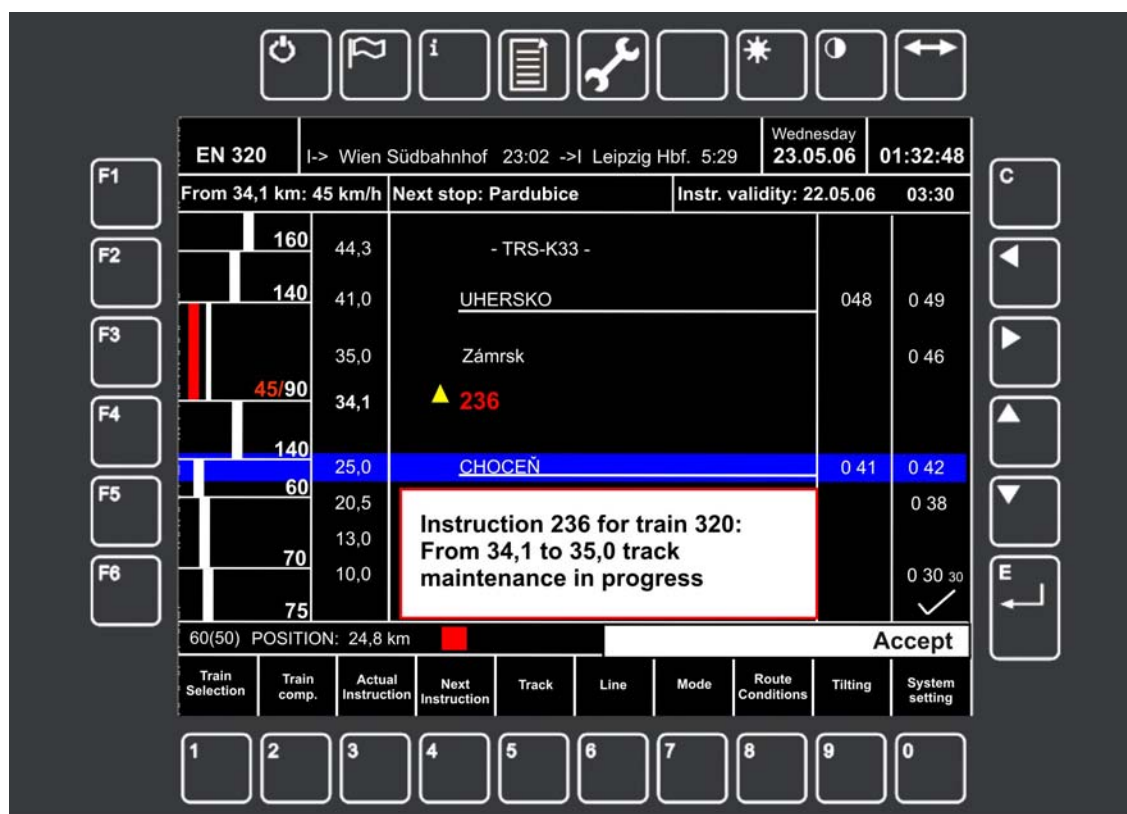 i
EN 320
I-> Wien Südbahnhof 23:02 ->I Leipzig Hbf. 5:29
Wednesday
23.05.06
01:32:48
From 34,1 km: 45 km/h
Next stop: Pardubice
Instr. validity: 22.05.06 03:30
F1
F2
F3
F4
F5
F6
160
44,3
- TRS-K33 -
140
41,0
UHERSKO
048
0 49
35,0
Zámrsk
0 46
45/90
34,1
236
140
25,0
CHOCEŇ
0 41
0 42
60
20,5
0 38
13,0
70
10,0
0 30 30
75
Instruction 236 for train 320:
From 34,1 to 35,0 track
maintenance in progress
60(50) POSITION: 24,8 km
Accept
Train
Selection
Train
comp.
Actual
Instruction
Next
Instruction
Track
Line
Mode
Route
Conditions
Tilting
System
setting
C
E
1
2
3
4
5
6
7
8
9
0